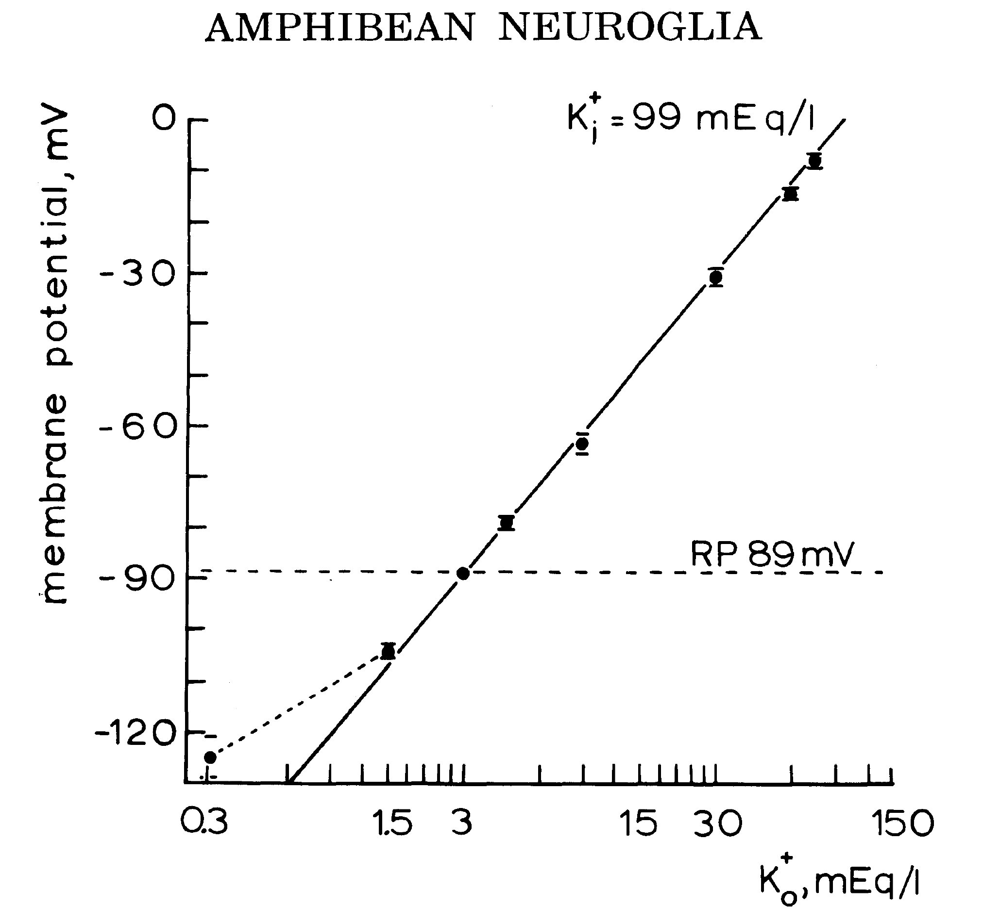 AMPHIBEAN NEUROGLIA
membrane potential, mV
K⁺ᵢ = 99 mEq/l
0
-30
-60
-90
-120
RP 89 mV
0.3 1.5 3 15 30 150
K⁺ₒ, mEq/l